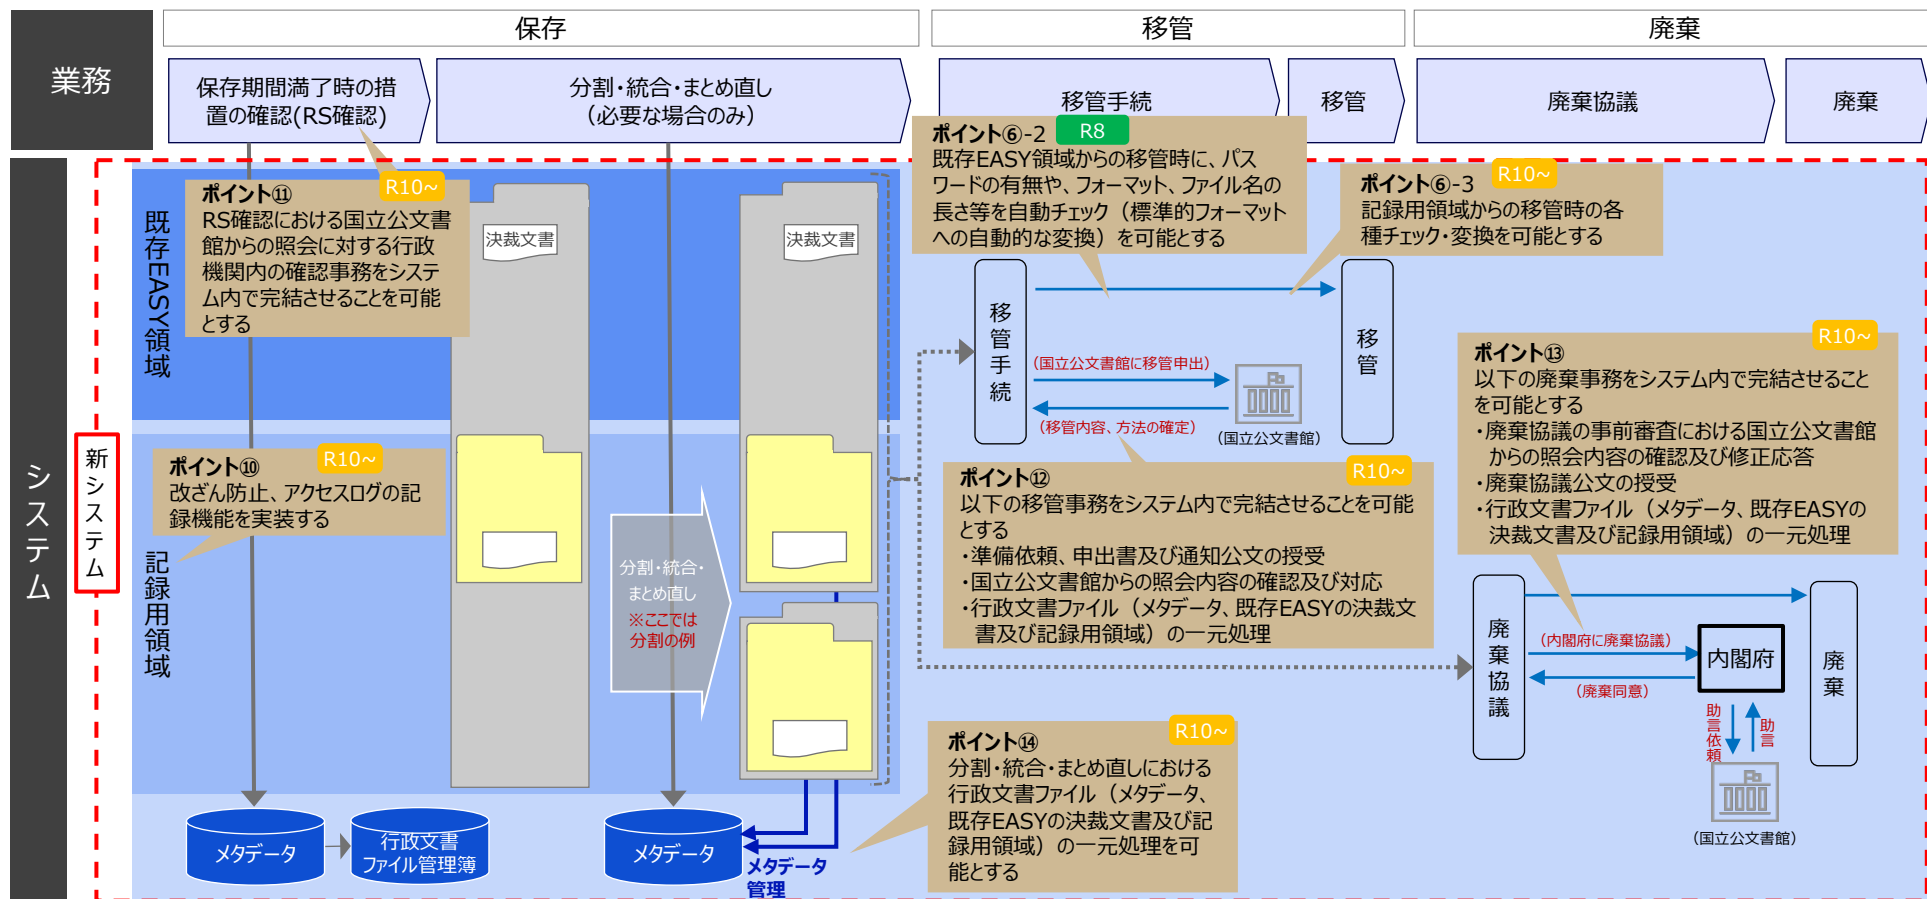 業務
保存
移管
廃棄
保存期間満了時の措
置の確認(RS確認)
分割・統合・まとめ直し
（必要な場合のみ）
移管手続
移管
廃棄協議
廃棄
システム
新システム
既存EASY領域
記録用領域
ポイント⑪
R10~
RS確認における国立公文書
館からの照会に対する行政
機関内の確認事務をシステ
ム内で完結させることを可能
とする
ポイント⑩
R10~
改ざん防止、アクセスログの記
録機能を実装する
決裁文書
決裁文書
分割・統合・
まとめ直し
※ここでは
分割の例
ポイント⑥-2
R8
既存EASY領域からの移管時に、パス
ワードの有無や、フォーマット、ファイル名の
長さ等を自動チェック（標準的フォーマット
への自動的な変換）を可能とする
ポイント⑥-3
R10~
記録用領域からの移管時の各
種チェック・変換を可能とする
移管手続
(国立公文書館に移管申出)
(移管内容、方法の確定)
(国立公文書館)
移管
ポイント⑫
R10~
以下の移管事務をシステム内で完結させることを可能
とする
・準備依頼、申出書及び通知公文の授受
・国立公文書館からの照会内容の確認及び対応
・行政文書ファイル（メタデータ、既存EASYの決裁文
書及び記録用領域）の一元処理
ポイント⑬
R10~
以下の廃棄事務をシステム内で完結させること
を可能とする
・廃棄協議の事前審査における国立公文書館
からの照会内容の確認及び修正応答
・廃棄協議公文の授受
・行政文書ファイル（メタデータ、既存EASYの
決裁文書及び記録用領域）の一元処理
廃棄協議
(内閣府に廃棄協議)
(廃棄同意)
内閣府
助言依頼
助言
(国立公文書館)
廃棄
ポイント⑭
R10~
分割・統合・まとめ直しにおける
行政文書ファイル（メタデータ、
既存EASYの決裁文書及び記
録用領域）の一元処理を可
能とする
メタデータ
行政文書
ファイル管理簿
メタデータ
メタデータ
管理